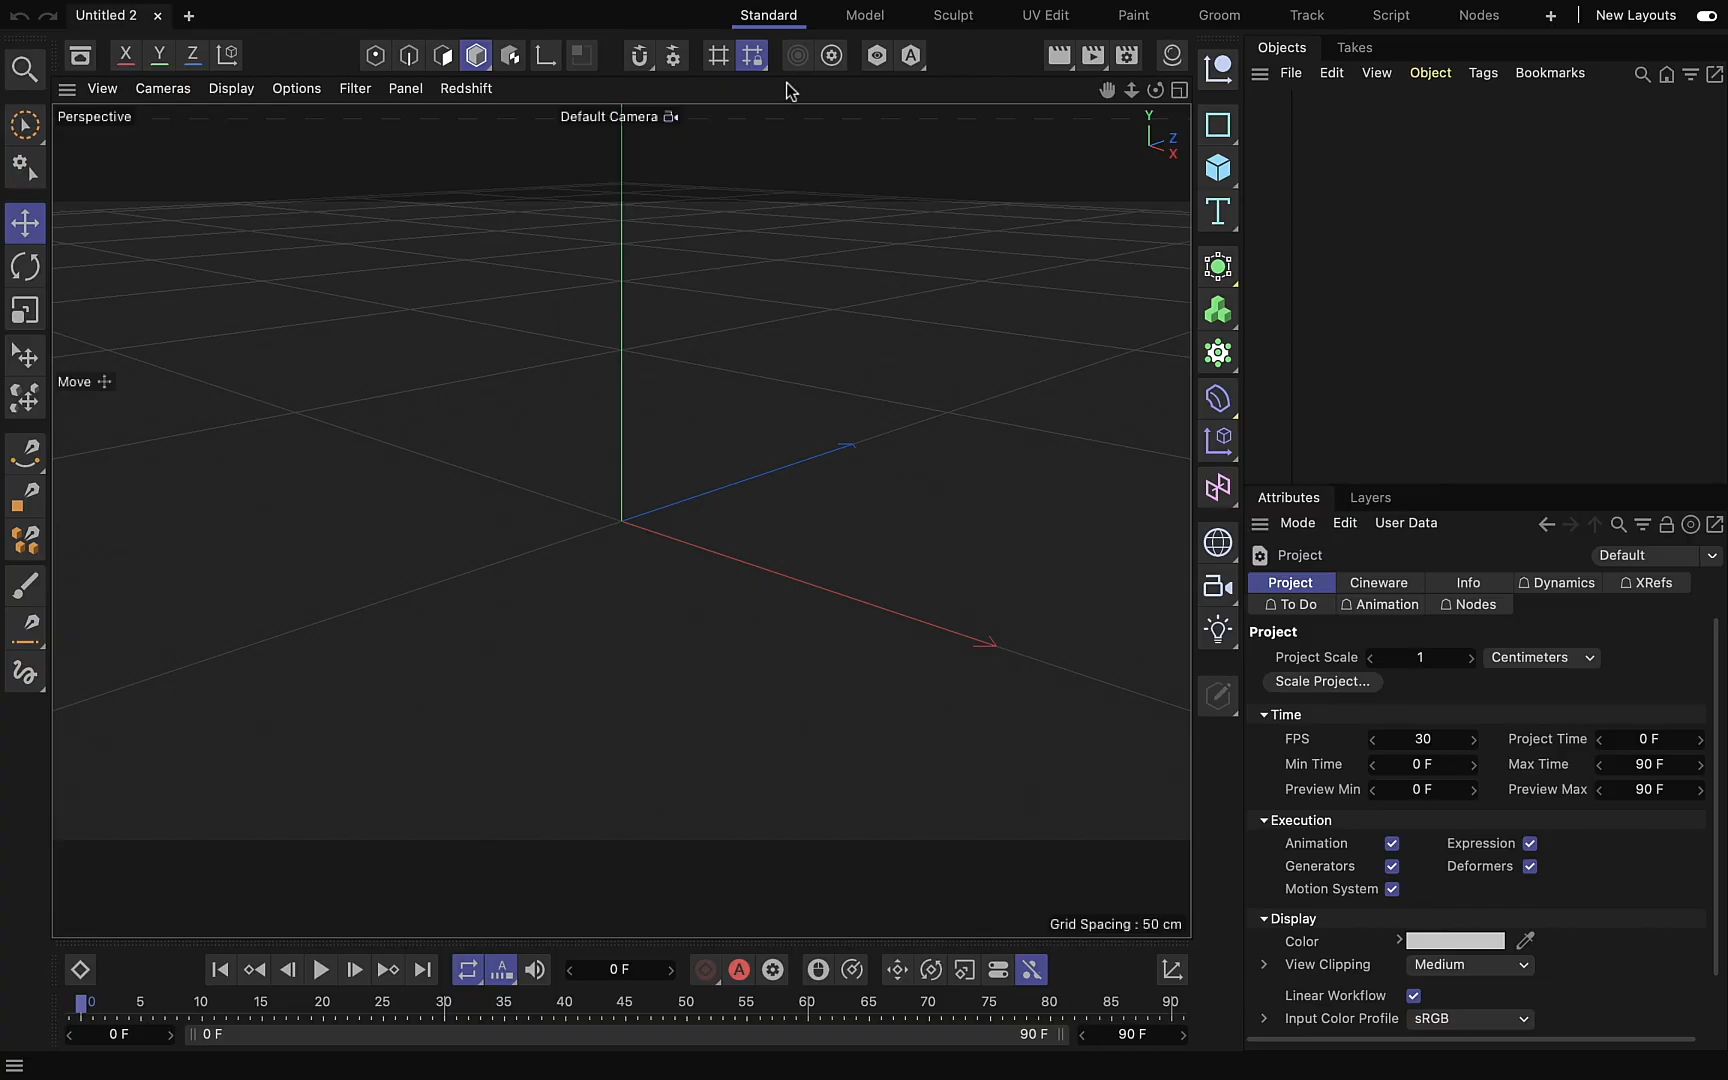 Untitled 2 × +
Standard Model Sculpt UV Edit Paint Groom Track Script Nodes + New Layouts
X Y Z
A
Objects Takes
File Edit View Object Tags Bookmarks
View Cameras Display Options Filter Panel Redshift
Perspective
Default Camera
Y
Z
X
T
Move
Grid Spacing : 50 cm
Attributes Layers
Mode Edit User Data
Project Default
Project Cineware Info Dynamics XRefs
To Do Animation Nodes
Project
Project Scale 1 Centimeters
Scale Project...
Time
FPS 30 Project Time 0 F
Min Time 0 F Max Time 90 F
Preview Min 0 F Preview Max 90 F
Execution
Animation Expression
Generators Deformers
Motion System
Display
Color
View Clipping Medium
Linear Workflow
Input Color Profile sRGB
A 0 F A
0 5 10 15 20 25 30 35 40 45 50 55 60 65 70 75 80 85 90
0 F 0 F 90 F 90 F